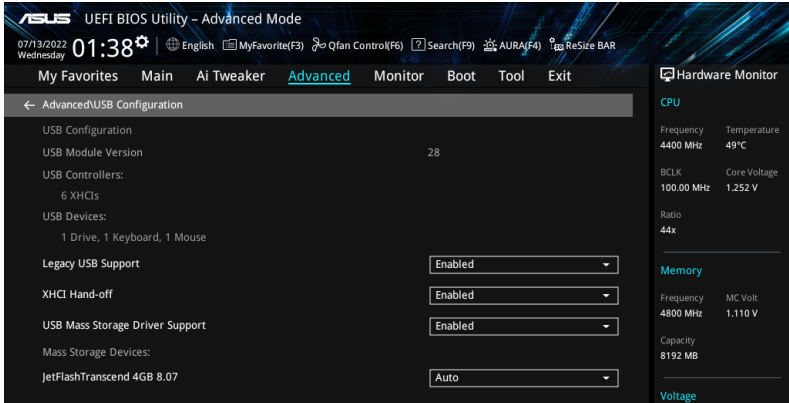 ASUS UEFI BIOS Utility – Advanced Mode
07/13/2022 Wednesday 01:38 English MyFavorite(F3) Qfan Control(F6) ? Search(F9) AURA(F4) ReSize BAR
My Favorites Main Ai Tweaker Advanced Monitor Boot Tool Exit
Hardware Monitor
← Advanced\USB Configuration
USB Configuration
USB Module Version 28
USB Controllers:
6 XHCIs
USB Devices:
1 Drive, 1 Keyboard, 1 Mouse
Legacy USB Support Enabled
XHCI Hand-off Enabled
USB Mass Storage Driver Support Enabled
Mass Storage Devices:
JetFlashTranscend 4GB 8.07 Auto
CPU
Frequency Temperature
4400 MHz 49°C
BCLK Core Voltage
100.00 MHz 1.252 V
Ratio
44x
Memory
Frequency MC Volt
4800 MHz 1.110 V
Capacity
8192 MB
Voltage